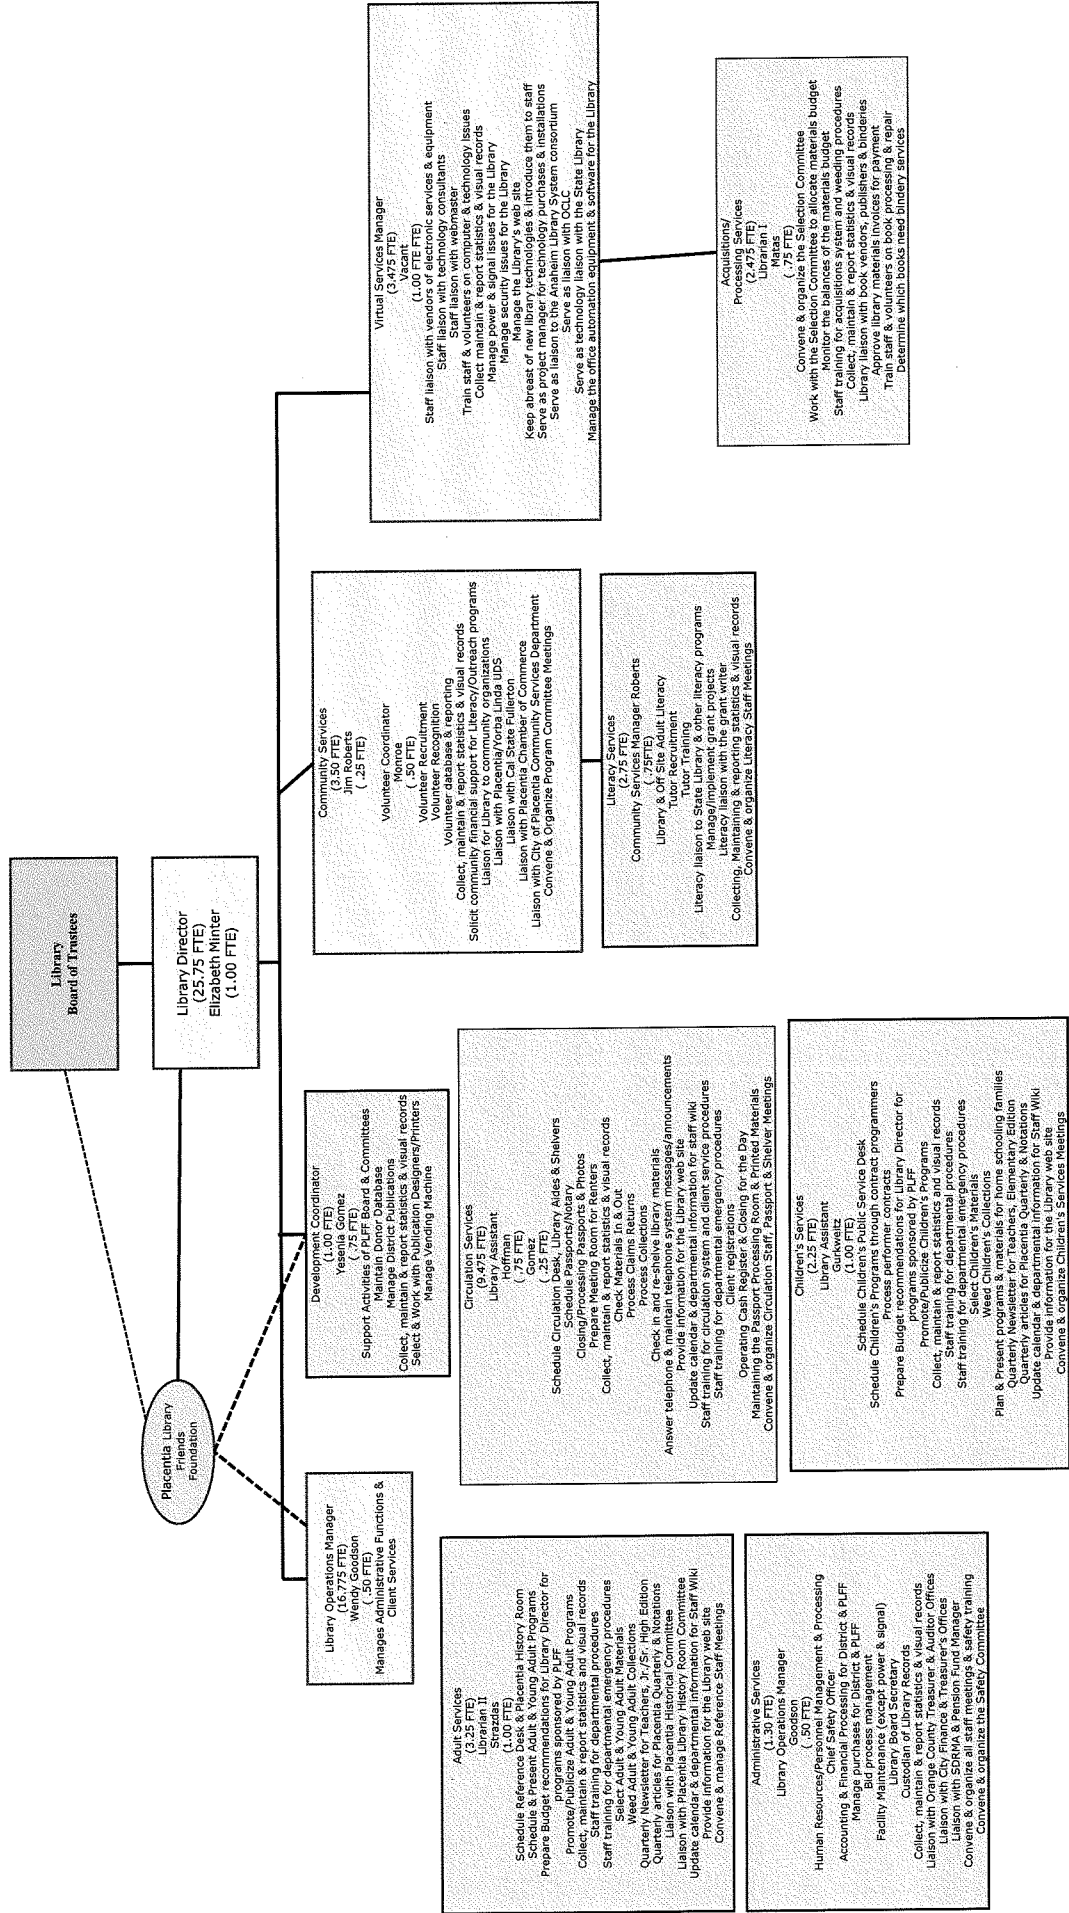 Library
Board of Trustees
Library Director
(25.75 FTE)
Elizabeth Minter
(1.00 FTE)
Placentia Library
Friends
Foundation
Library Operations Manager
(16.775 FTE)
Wendy Goodson
( .50 FTE)
Manages Administrative Functions &
Client Services
Development Coordinator
(1.00 FTE)
Yesenia Gomez
( .75 FTE)
Support Activities of PLFF Board & Committees
Maintain Donor Database
Manage District Publications
Collect, maintain & report statistics & visual records
Select & Work with Publication Designers/Printers
Manage Vending Machine
Community Services
(3.50 FTE)
Jim Roberts
( .25 FTE)
Volunteer Coordinator
Monroe
( .50 FTE)
Volunteer Recruitment
Volunteer Recognition
Volunteer database & reporting
Collect, maintain & report statistics & visual records
Solicit community financial support for Literacy/Outreach programs
Liaison for Library to community organizations
Liaison with Placentia/Yorba Linda UDS
Liaison with Cal State Fullerton
Liaison with Placentia Chamber of Commerce
Liaison with City of Placentia Community Services Department
Convene & Organize Program Committee Meetings
Virtual Services Manager
(3.475 FTE)
Vacant
(1.00 FTE FTE)
Staff liaison with vendors of electronic services & equipment
Staff liaison with technology consultants
Staff liaison with webmaster
Train staff & volunteers on computer & technology issues
Collect maintain & report statistics & visual records
Manage power & signal issues for the Library
Manage security issues for the Library
Manage the Library's web site
Keep abreast of new library technologies & introduce them to staff
Serve as project manager for technology purchases & installations
Serve as liaison to the Anaheim Library System consortium
Serve as liaison with OCLC
Serve as technology liaison with the State Library
Manage the office automation equipment & software for the Library
Adult Services
(3.25 FTE)
Librarian II
Strazdas
(1.00 FTE)
Schedule Reference Desk & Placentia History Room
Schedule & Present Adult & Young Adult Programs
Prepare Budget recommendations for Library Director for
programs sponsored by PLFF
Promote/Publicize Adult & Young Adult Programs
Collect, maintain & report statistics and visual records
Staff training for departmental procedures
Staff training for departmental emergency procedures
Select Adult & Young Adult Materials
Weed Adult & Young Adult Collections
Quarterly Newsletter for Teachers, Jr./Sr. High Edition
Quarterly articles for Placentia Quarterly & Notations
Liaison with Placentia Historical Committee
Liaison with Placentia Library History Room Committee
Update calendar & departmental information for Staff Wiki
Provide information for the Library web site
Convene & manage Reference Staff Meetings
Circulation Services
(9.475 FTE)
Library Assistant
Hoffman
( .75 FTE)
Gomez
( .25 FTE)
Schedule Circulation Desk, Library Aides & Shelvers
Schedule Passports/Notary
Closing/Processing Passports & Photos
Prepare Meeting Room for Renters
Collect, maintain & report statistics & visual records
Check Materials In & Out
Process Claims Returns
Process Collections
Check in and re-shelve library materials
Answer telephone & maintain telephone system messages/announcements
Provide information for the Library web site
Update calendar & departmental information for staff wiki
Staff training for circulation system and client service procedures
Staff training for departmental emergency procedures
Client registrations
Operating Cash Register & Closing for the Day
Maintaining the Passport Processing Room & Printed Materials
Convene & organize Circulation Staff, Passport & Shelver Meetings
Literacy Services
(2.75 FTE)
Community Services Manager Roberts
( .75FTE)
Library & Off Site Adult Literacy
Tutor Recruitment
Tutor Training
Literacy liaison to State Library & other literacy programs
Manage/implement grant projects
Literacy liaison with the grant writer
Collecting, Maintaining & reporting statistics & visual records
Convene & organize Literacy Staff Meetings
Acquisitions/
Processing Services
(2.475 FTE)
Librarian I
Matas
( .75 FTE)
Convene & organize the Selection Committee
Work with the Selection Committee to allocate materials budget
Monitor the balances of the materials budget
Staff training for acquisitions system and weeding procedures
Collect, maintain & report statistics & visual records
Library liaison with book vendors, publishers & binderies
Approve library materials invoices for payment
Train staff & volunteers on book processing & repair
Determine which books need bindery services
Administrative Services
(1.30 FTE)
Library Operations Manager
Goodson
( .50 FTE)
Human Resources/Personnel Management & Processing
Chief Safety Officer
Accounting & Financial Processing for District & PLFF
Manage purchases for District & PLFF
Bid process management
Facility Maintenance (except power & signal)
Library Board Secretary
Custodian of Library Records
Collect, maintain & report statistics & visual records
Liaison with Orange County Treasurer & Auditor Offices
Liaison with City Finance & Treasurer's Offices
Liaison with SDRMA & Pension Fund Manager
Convene & organize all staff meetings & safety training
Convene & organize the Safety Committee
Children's Services
(2.25 FTE)
Library Assistant
Gurkweitz
(1.00 FTE)
Schedule Children's Public Service Desk
Schedule Children's Programs through contract programmers
Process performer contracts
Prepare Budget recommendations for Library Director for
programs sponsored by PLFF
Promote/Publicize Children's Programs
Collect, maintain & report statistics and visual records
Staff training for departmental procedures
Staff training for departmental emergency procedures
Select Children's Materials
Weed Children's Collections
Plan & Present programs & materials for home schooling families
Quarterly Newsletter for Teachers, Elementary Edition
Quarterly articles for Placentia Quarterly & Notations
Update calendar & departmental information for Staff Wiki
Provide information for the Library web site
Convene & organize Children's Services Meetings